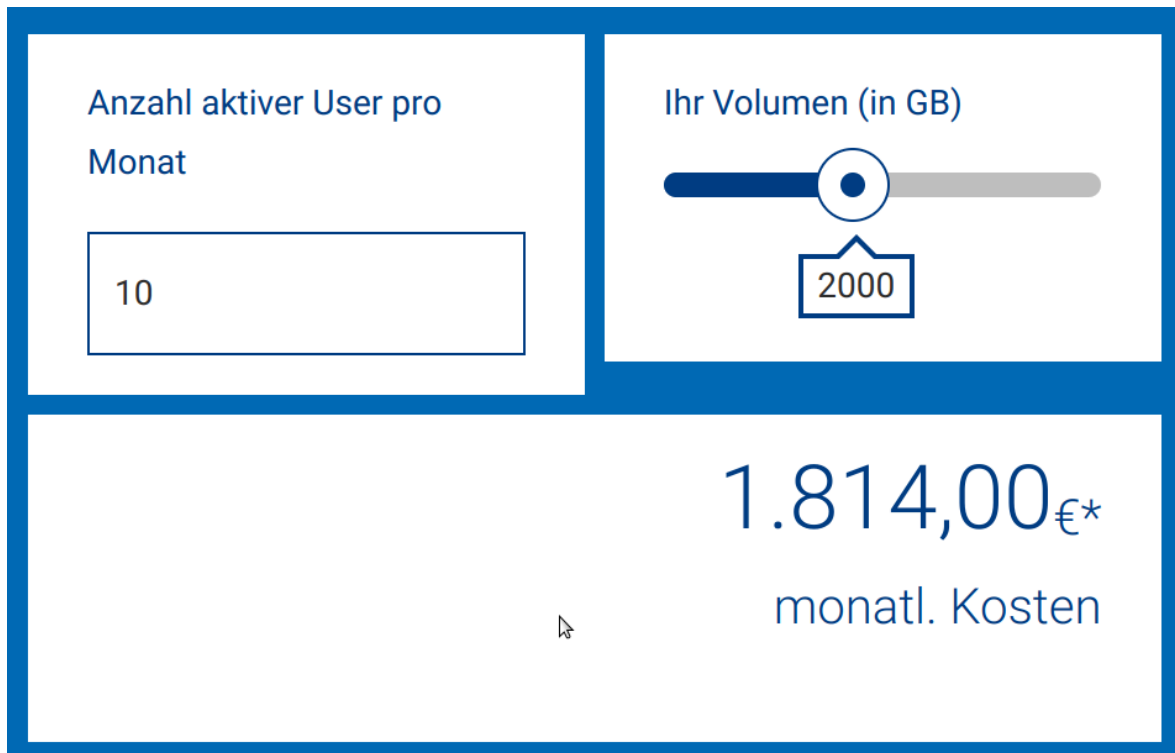 Anzahl aktiver User pro
Monat
10
Ihr Volumen (in GB)
2000
1.814,00€*
monatl. Kosten